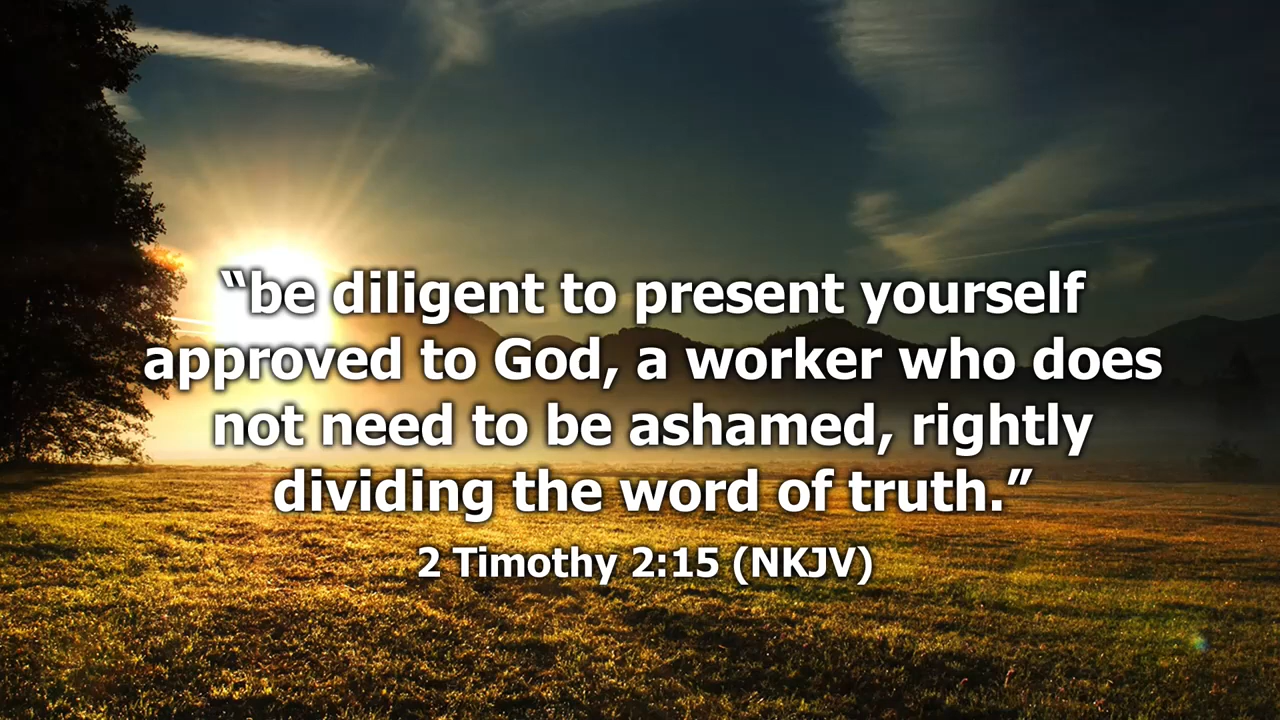 “be diligent to present yourself
approved to God, a worker who does
not need to be ashamed, rightly
dividing the word of truth.”
2 Timothy 2:15 (NKJV)